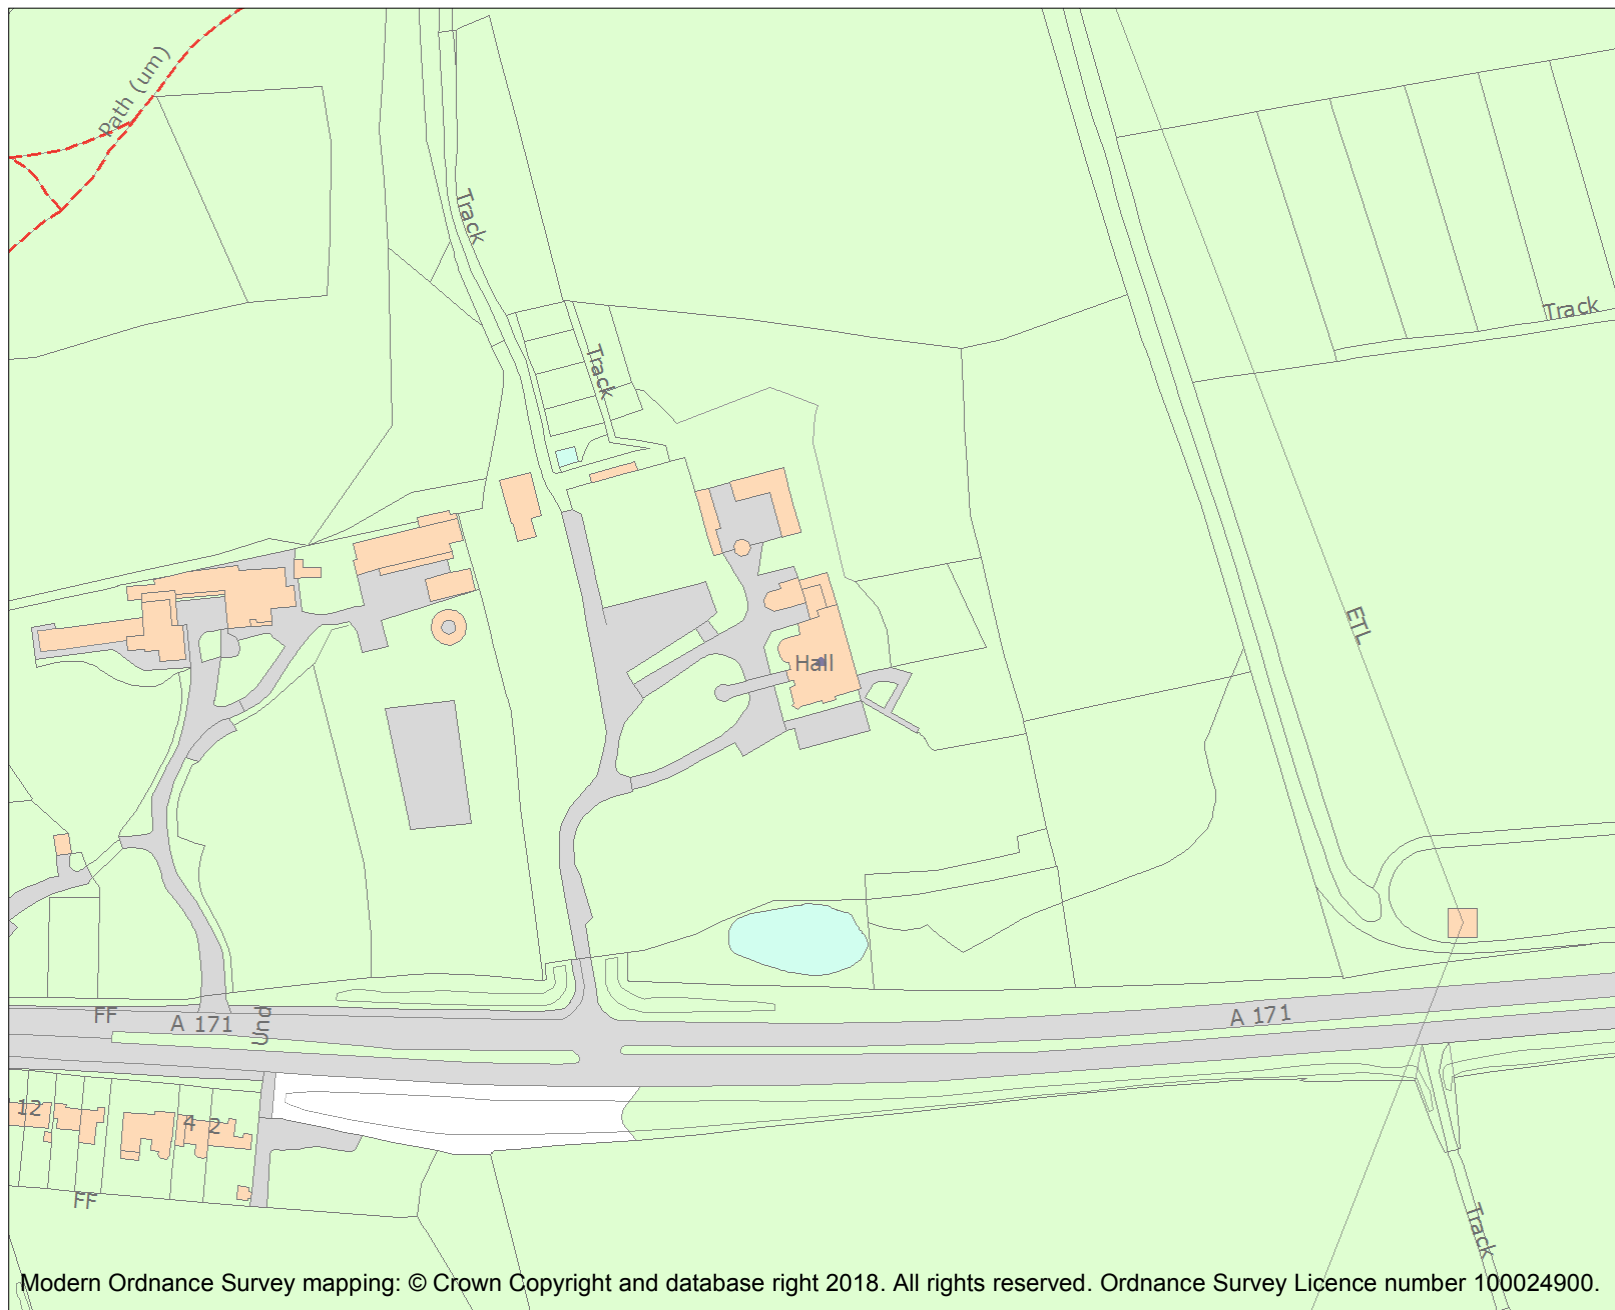 Path (um)
Track
Track
Track
ETL
Hall
FF
A 171
Und
A 171
12
4
2
FF
Track
Modern Ordnance Survey mapping: © Crown Copyright and database right 2018. All rights reserved. Ordnance Survey Licence number 100024900.